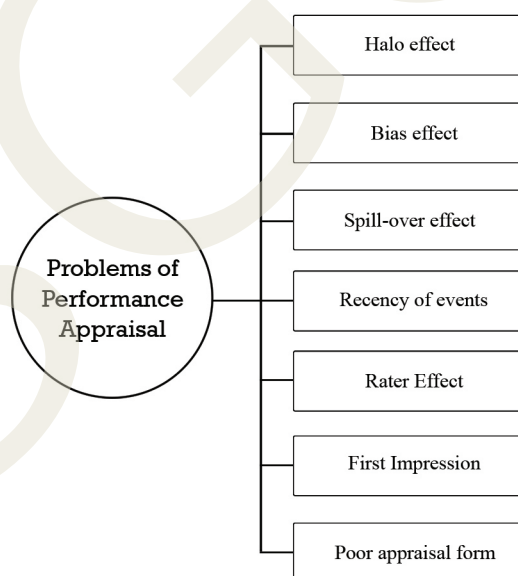 Halo effect
Bias effect
Spill-over effect
Problems of
Performance
Appraisal
Recency of events
Rater Effect
First Impression
Poor appraisal form